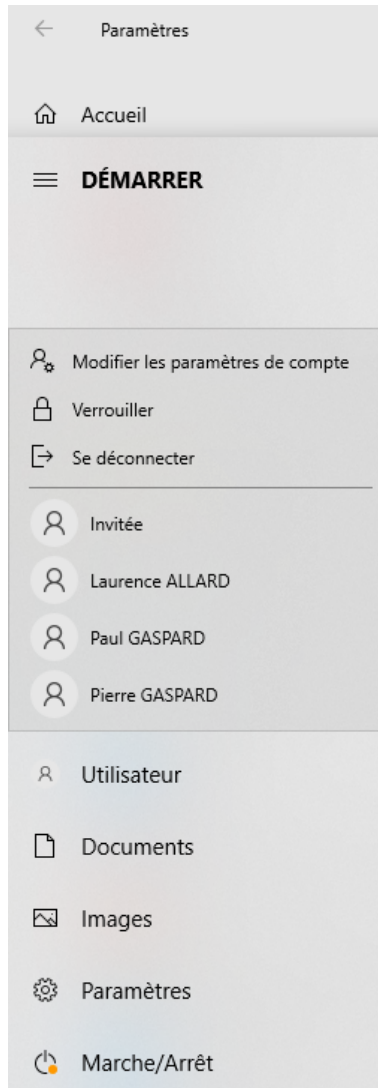 Paramètres
Accueil
DÉMARRER
Modifier les paramètres de compte
Verrouiller
Se déconnecter
Invitée
Laurence ALLARD
Paul GASPARD
Pierre GASPARD
Utilisateur
Documents
Images
Paramètres
Marche/Arrêt